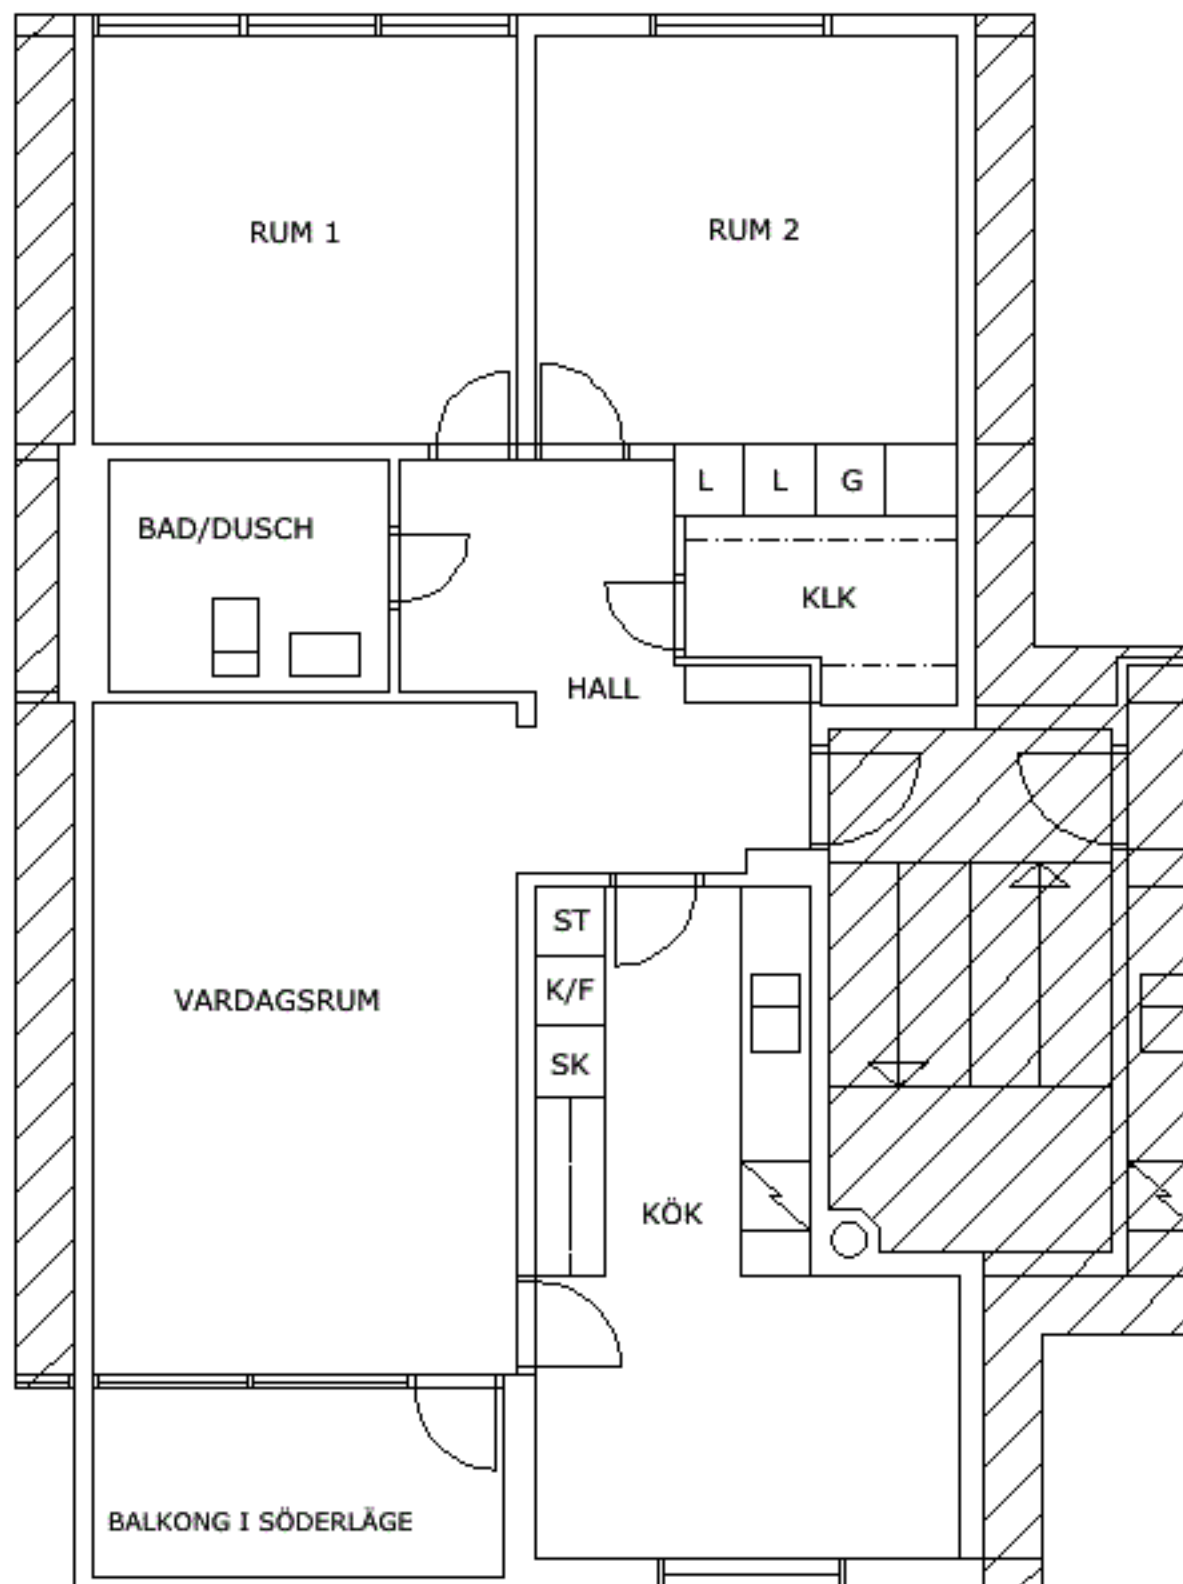 RUM 1
RUM 2
L L G
BAD/DUSCH
KLK
HALL
ST
K/F
VARDAGSRUM
SK
KÖK
BALKONG I SÖDERLÄGE